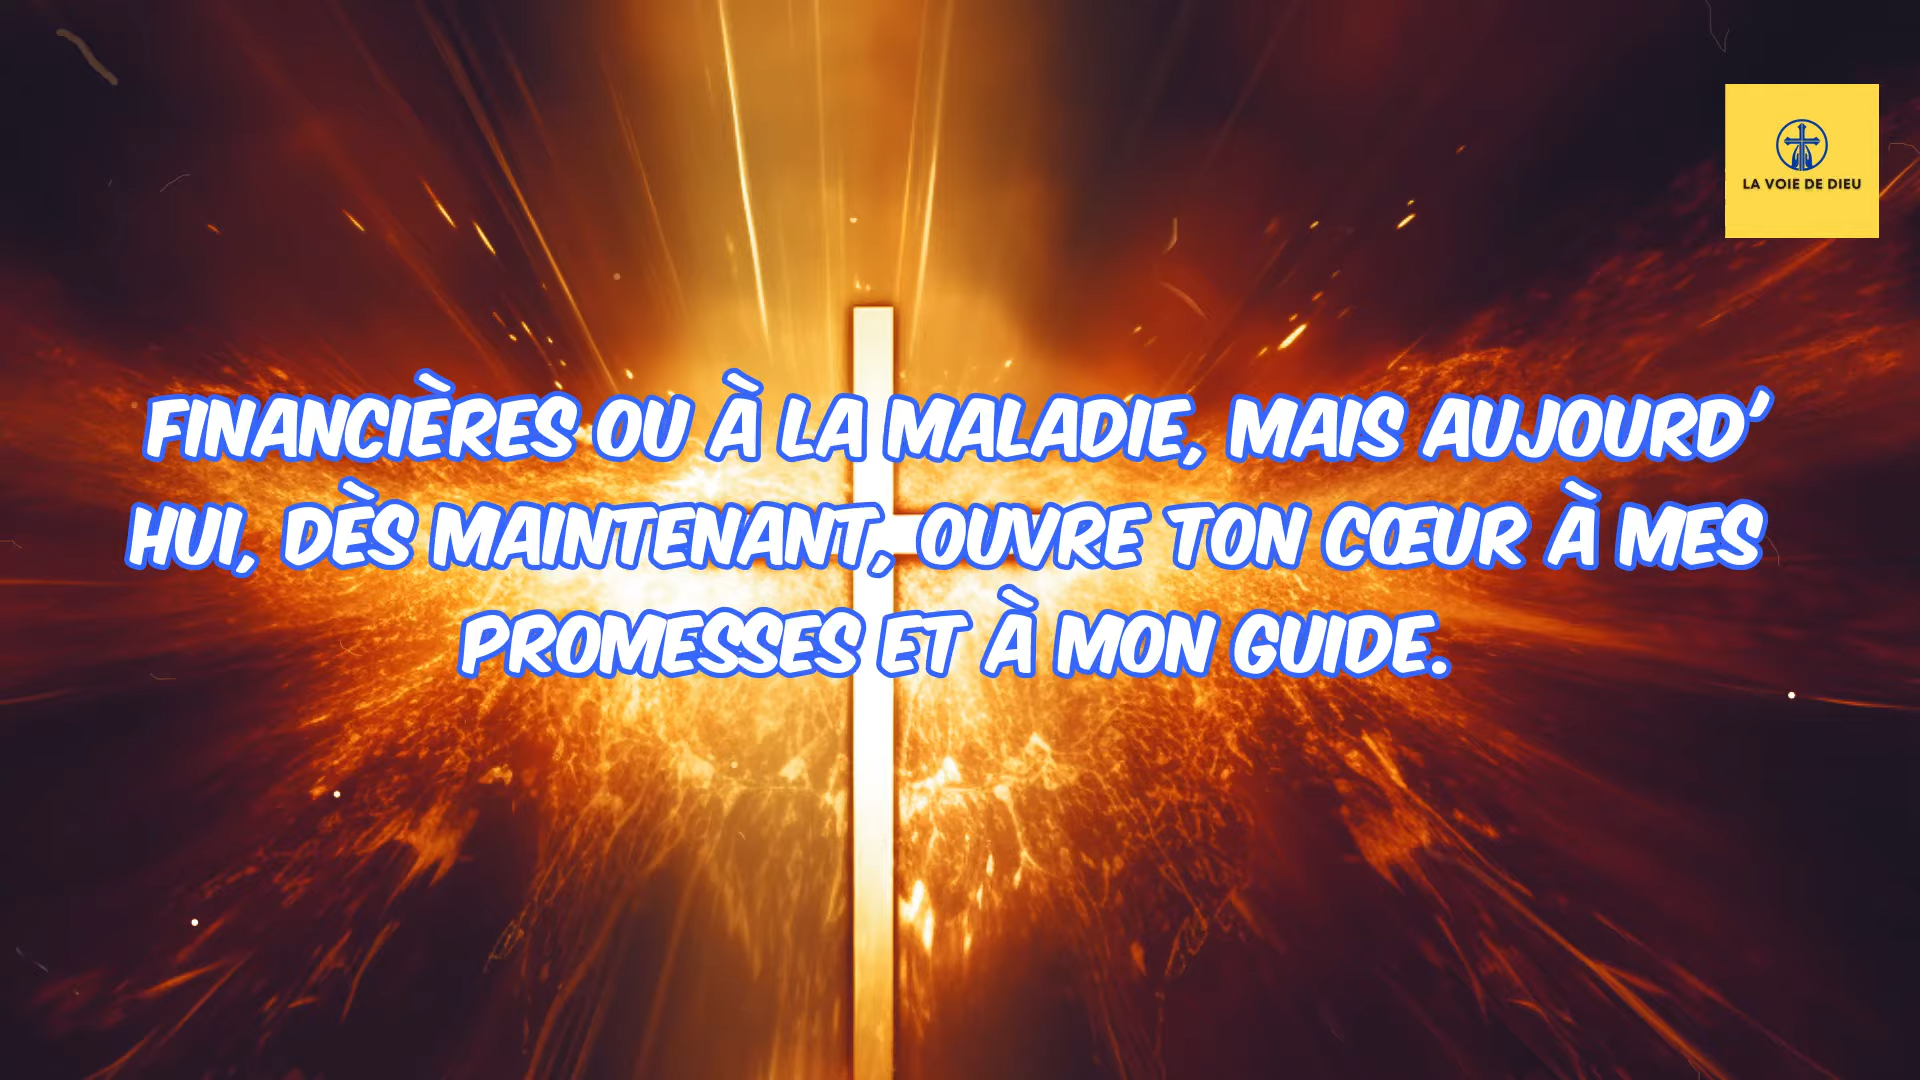 LA VOIE DE DIEU
FINANCIÈRES OU À LA MALADIE, MAIS AUJOURD'
HUI, DÈS MAINTENANT, OUVRE TON CŒUR À MES
PROMESSES ET À MON GUIDE.